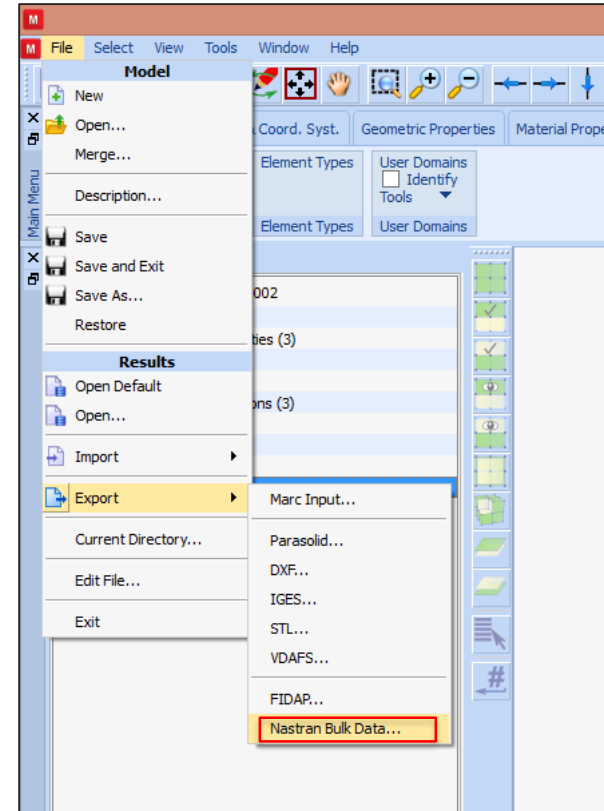 M
M File Select View Tools Window Help
Model
New
Open...
Merge...
Description...
Save
Save and Exit
Save As...
Restore
Results
Open Default
Open...
Import
Export
Current Directory...
Edit File...
Exit
Marc Input...
Parasolid...
DXF...
IGES...
STL...
VDAFS...
FIDAP...
Nastran Bulk Data...
Main Menu
Coord. Syst. Geometric Properties Material Prope
Element Types
Element Types
User Domains
Identify
Tools
User Domains
002
ties (3)
ons (3)
#